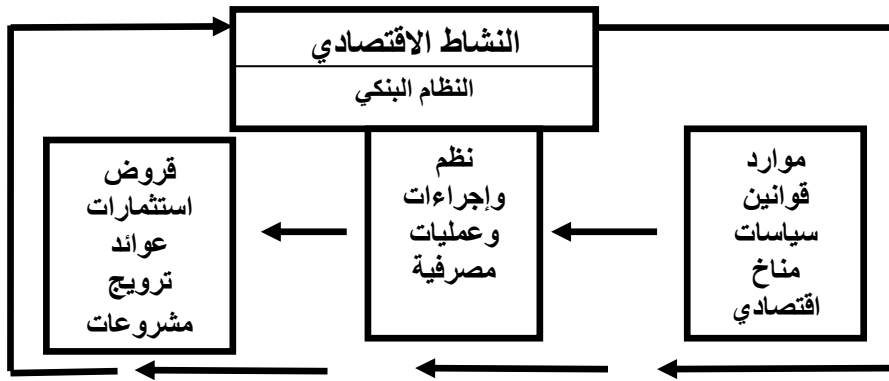 النشاط الاقتصادي
النظام البنكي
موارد
قوانين
سياسات
مناخ
اقتصادي
نظم
وإجراءات
وعمليات
مصرفية
قروض
استثمارات
عوائد
ترويج
مشروعات